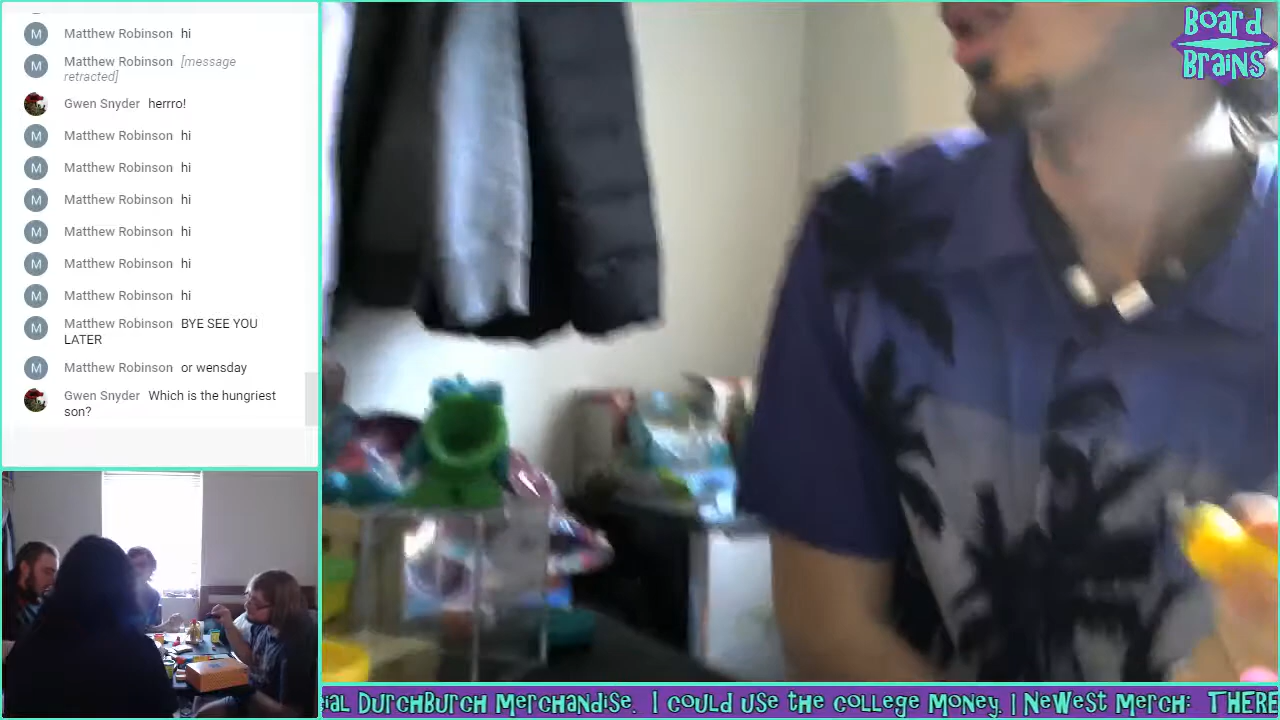 Matthew Robinson hi
Matthew Robinson [message
retracted]
Gwen Snyder herrro!
Matthew Robinson hi
Matthew Robinson hi
Matthew Robinson hi
Matthew Robinson hi
Matthew Robinson hi
Matthew Robinson hi
Matthew Robinson BYE SEE YOU
LATER
Matthew Robinson or wensday
Gwen Snyder Which is the hungriest
son?
M
M
M
M
M
M
M
M
M
M
Board
Brains
ial DurchBurch Merchandise. I could use the college money. | Newest Merch: THERE